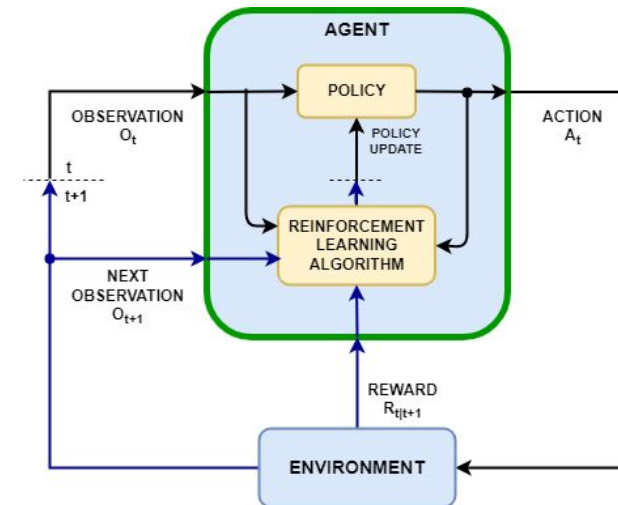 AGENT
POLICY
OBSERVATION
Oₜ
ACTION
Aₜ
POLICY
UPDATE
t
t+1
REINFORCEMENT
LEARNING
ALGORITHM
NEXT
OBSERVATION
Oₜ₊₁
REWARD
Rₜ|ₜ₊₁
ENVIRONMENT